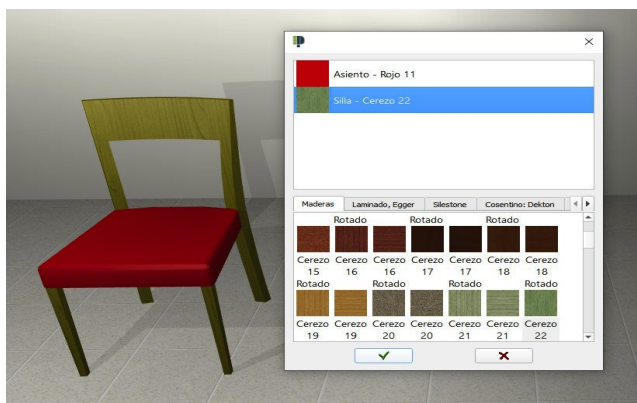 Asiento - Rojo 11
Silla - Cerezo 22
Maderas Laminado, Egger Silestone Cosentino: Dekton
Rotado Rotado Rotado
Cerezo Cerezo Cerezo Cerezo Cerezo Cerezo Cerezo
15 16 16 17 17 18 18
Rotado Rotado Rotado Rotado
Cerezo Cerezo Cerezo Cerezo Cerezo Cerezo Cerezo
19 19 20 20 21 21 22